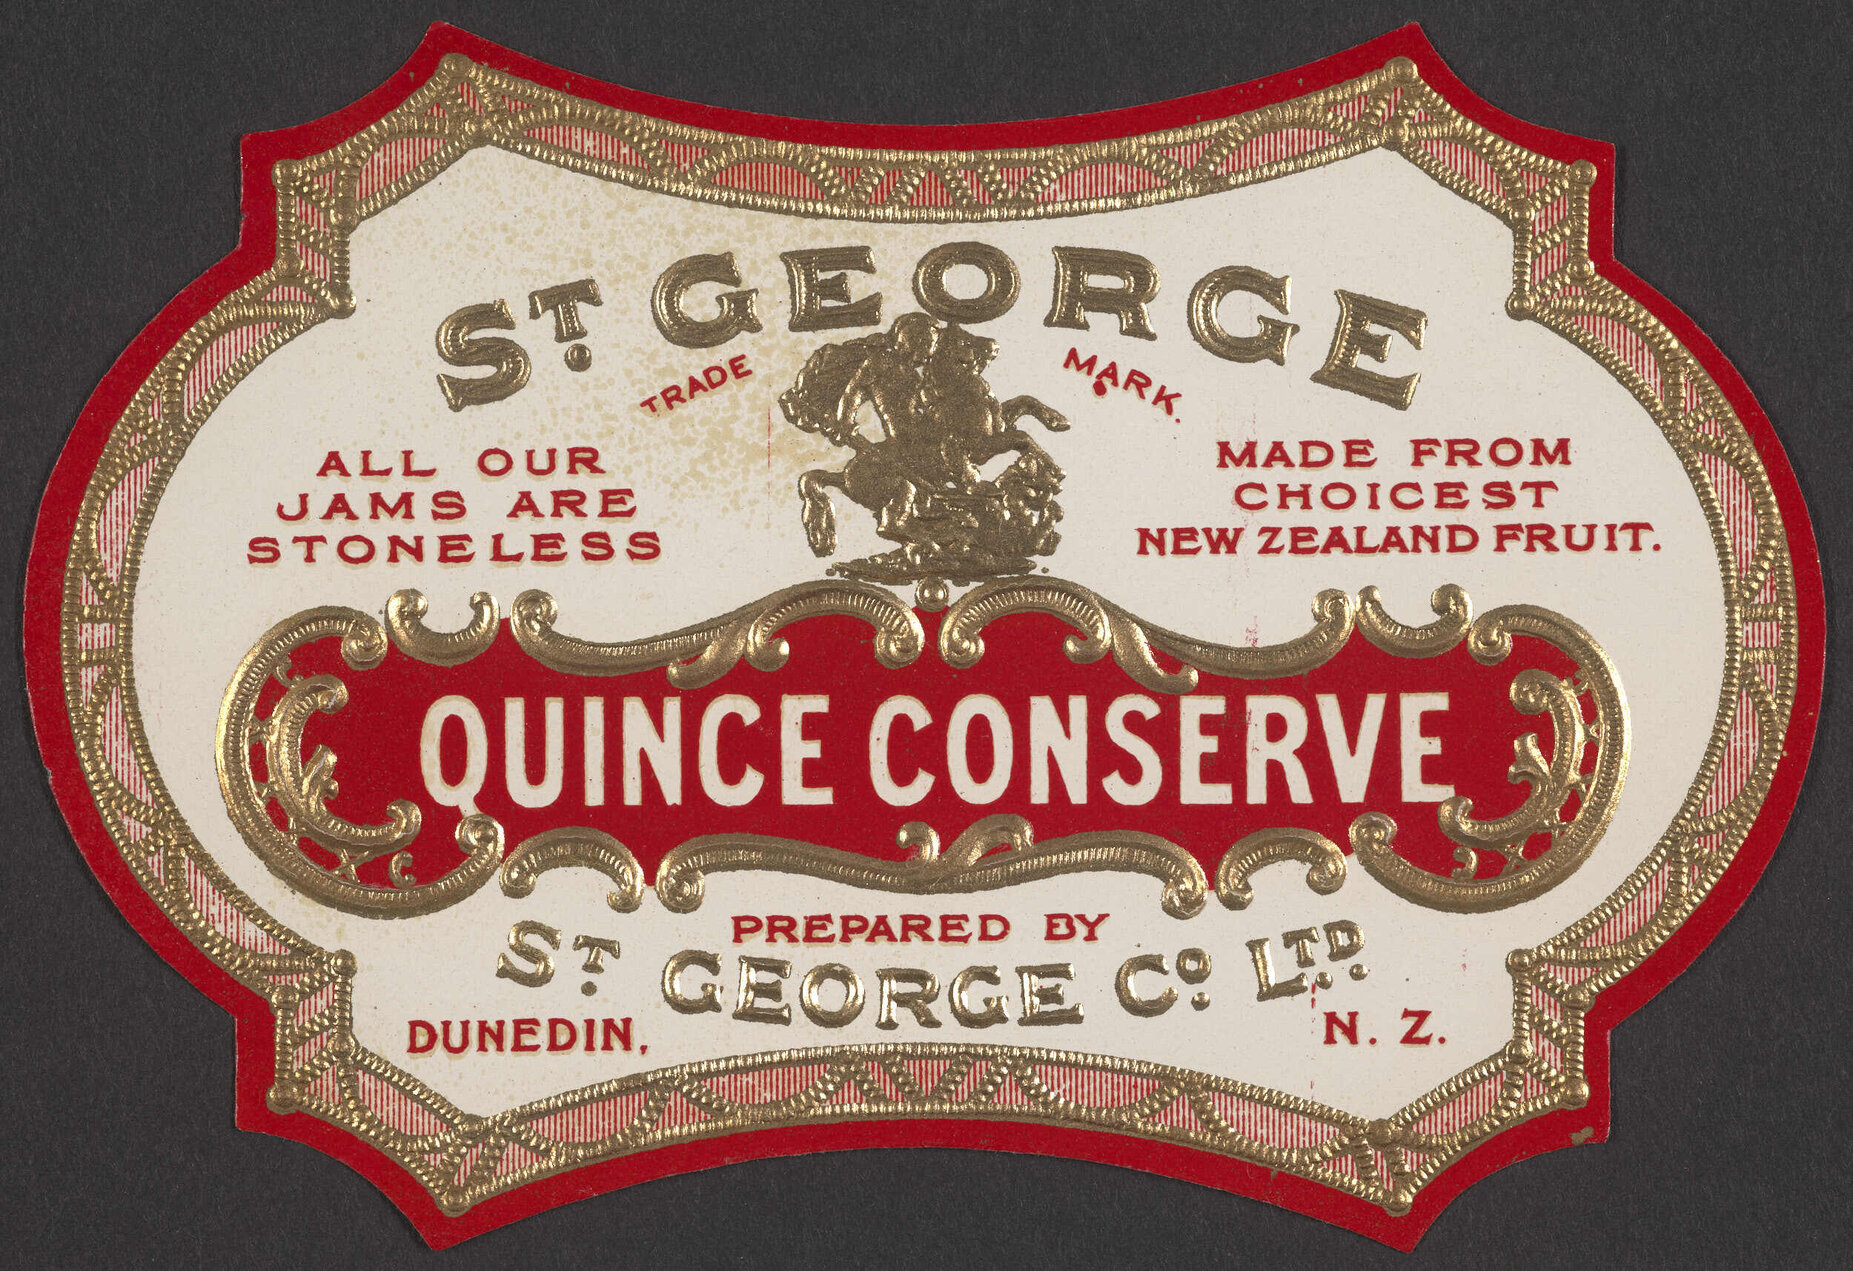 ST. GEORGE
TRADE MARK.
ALL OUR
JAMS ARE
STONELESS
MADE FROM
CHOICEST
NEW ZEALAND FRUIT.
QUINCE CONSERVE
PREPARED BY
ST. GEORGE CO. LTD.
DUNEDIN, N. Z.